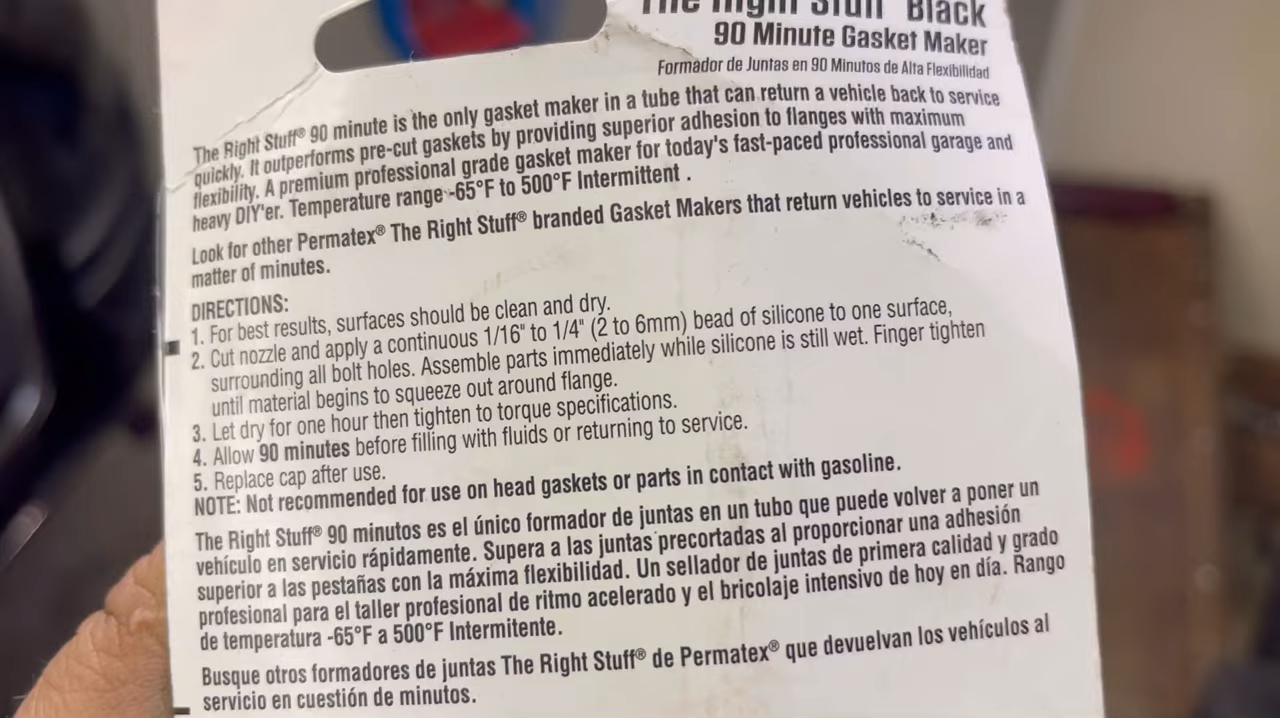 The Right Stuff® Black
90 Minute Gasket Maker
Formador de Juntas en 90 Minutos de Alta Flexibilidad
The Right Stuff® 90 minute is the only gasket maker in a tube that can return a vehicle back to service
quickly. It outperforms pre-cut gaskets by providing superior adhesion to flanges with maximum
flexibility. A premium professional grade gasket maker for today's fast-paced professional garage and
heavy DIY'er. Temperature range -65°F to 500°F Intermittent .
Look for other Permatex® The Right Stuff® branded Gasket Makers that return vehicles to service in a
matter of minutes.
DIRECTIONS:
1. For best results, surfaces should be clean and dry.
2. Cut nozzle and apply a continuous 1/16" to 1/4" (2 to 6mm) bead of silicone to one surface,
surrounding all bolt holes. Assemble parts immediately while silicone is still wet. Finger tighten
until material begins to squeeze out around flange.
3. Let dry for one hour then tighten to torque specifications.
4. Allow 90 minutes before filling with fluids or returning to service.
5. Replace cap after use.
NOTE: Not recommended for use on head gaskets or parts in contact with gasoline.
The Right Stuff® 90 minutos es el único formador de juntas en un tubo que puede volver a poner un
vehículo en servicio rápidamente. Supera a las juntas precortadas al proporcionar una adhesión
superior a las pestañas con la máxima flexibilidad. Un sellador de juntas de primera calidad y grado
profesional para el taller profesional de ritmo acelerado y el bricolaje intensivo de hoy en día. Rango
de temperatura -65°F a 500°F Intermitente.
Busque otros formadores de juntas The Right Stuff® de Permatex® que devuelvan los vehículos al
servicio en cuestión de minutos.